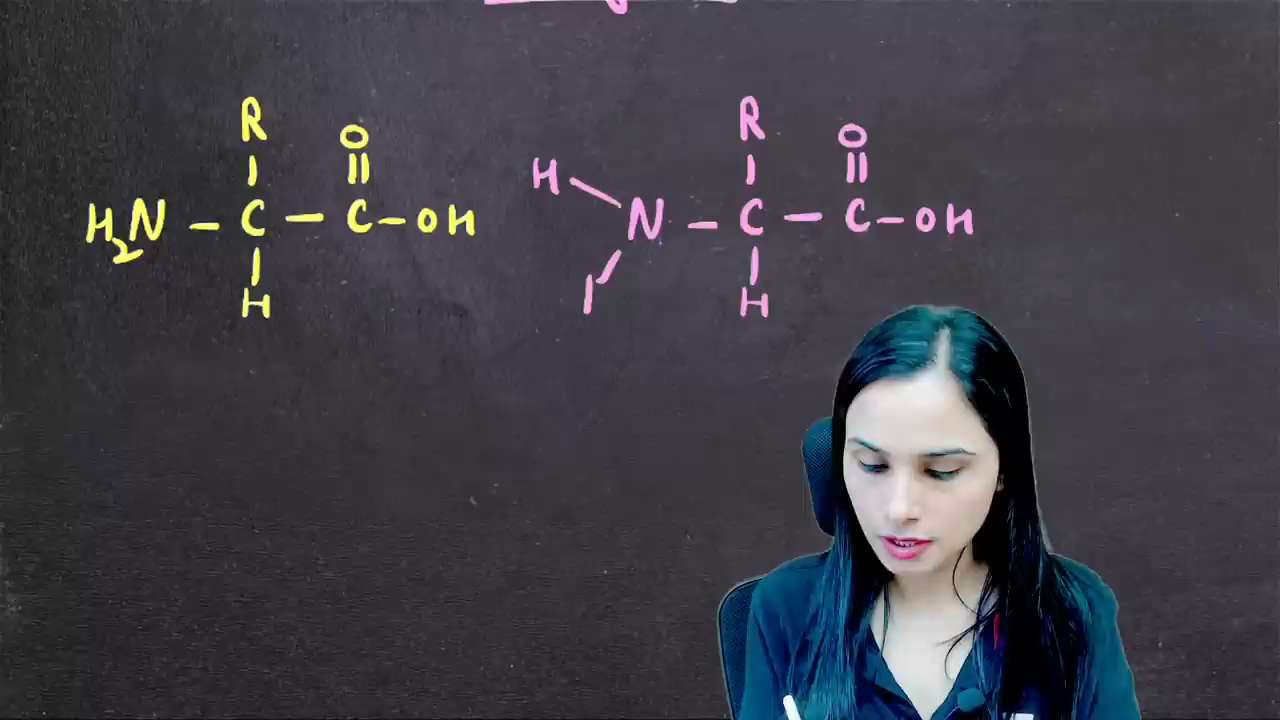 R R
O O
|| ||
H
H₂N – C – C – OH N – C – C – OH
H H